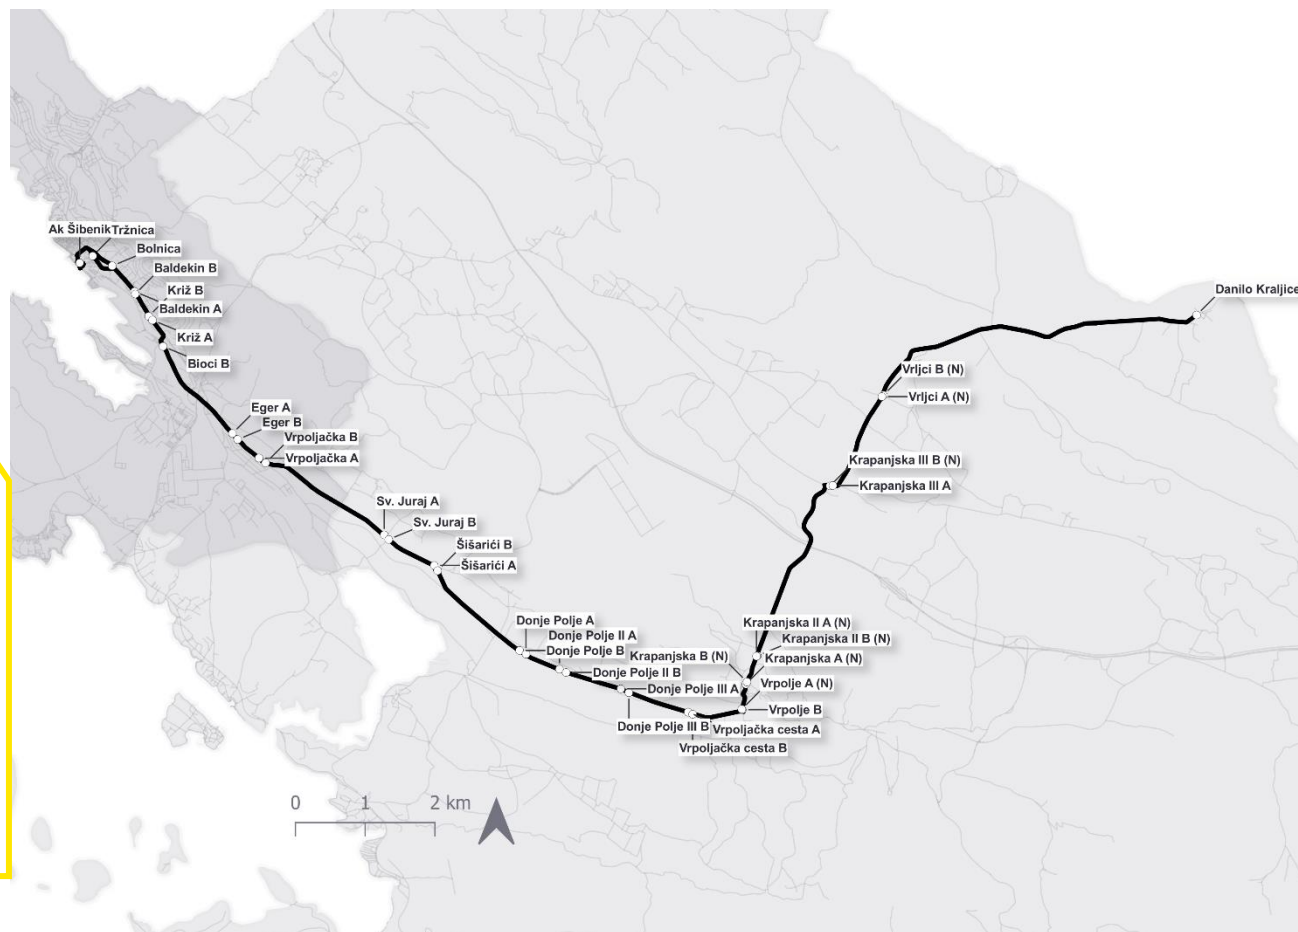 Ak Šibenik
Tržnica
Bolnica
Baldekin B
Križ B
Baldekin A
Križ A
Bioci B
Danilo Kraljice
Vrljci B (N)
Vrljci A (N)
Eger A
Eger B
Vrpoljačka B
Vrpoljačka A
Krapanjska III B (N)
Krapanjska III A
Sv. Juraj A
Sv. Juraj B
Šišarići B
Šišarići A
Donje Polje A
Donje Polje II A
Donje Polje B
Donje Polje II B
Donje Polje III A
Donje Polje III B
Krapanjska II A (N)
Krapanjska II B (N)
Krapanjska B (N)
Krapanjska A (N)
Vrpolje A (N)
Vrpolje B
Vrpoljačka cesta A
Vrpoljačka cesta B
0 1 2 km